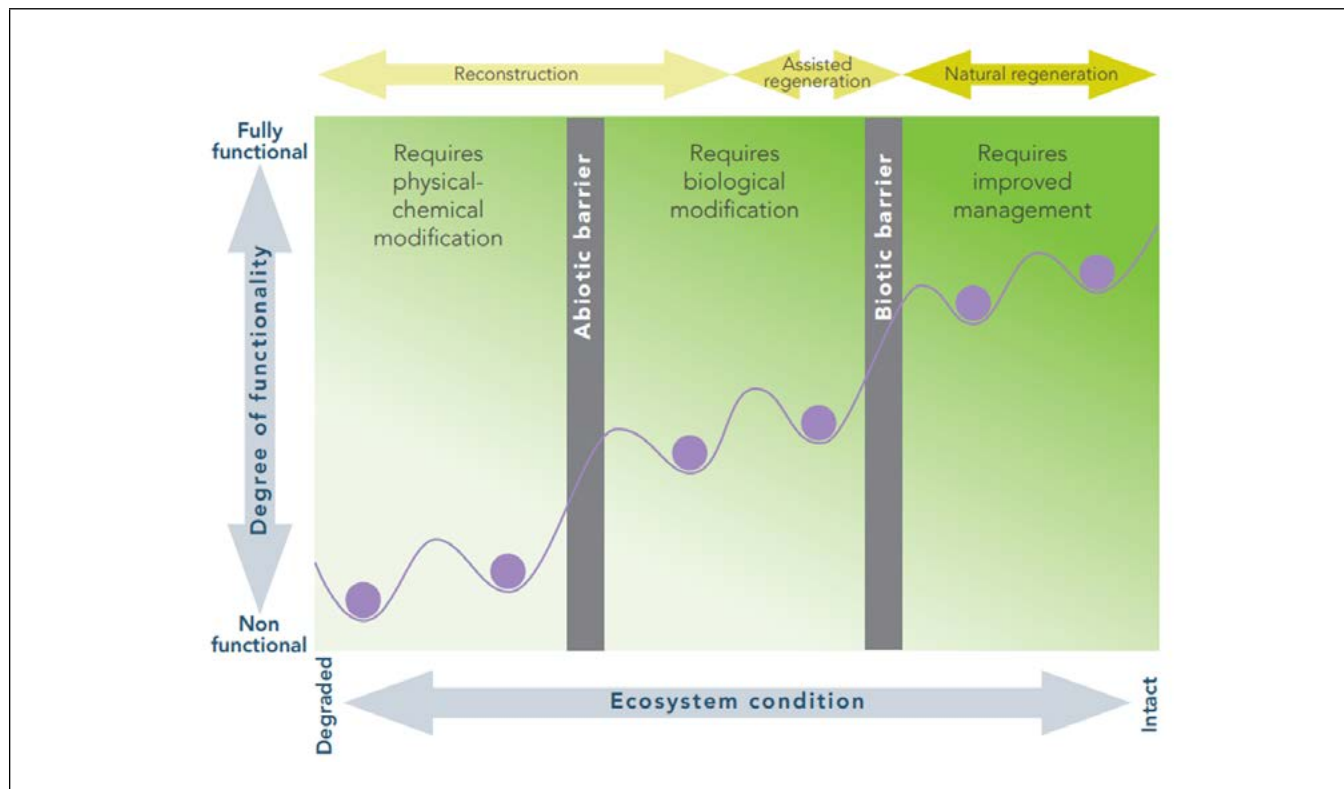 Reconstruction
Assisted
regeneration
Natural regeneration
Fully
functional
Degree of functionality
Non
functional
Requires
physical-
chemical
modification
Abiotic barrier
Requires
biological
modification
Biotic barrier
Requires
improved
management
Degraded
Ecosystem condition
Intact